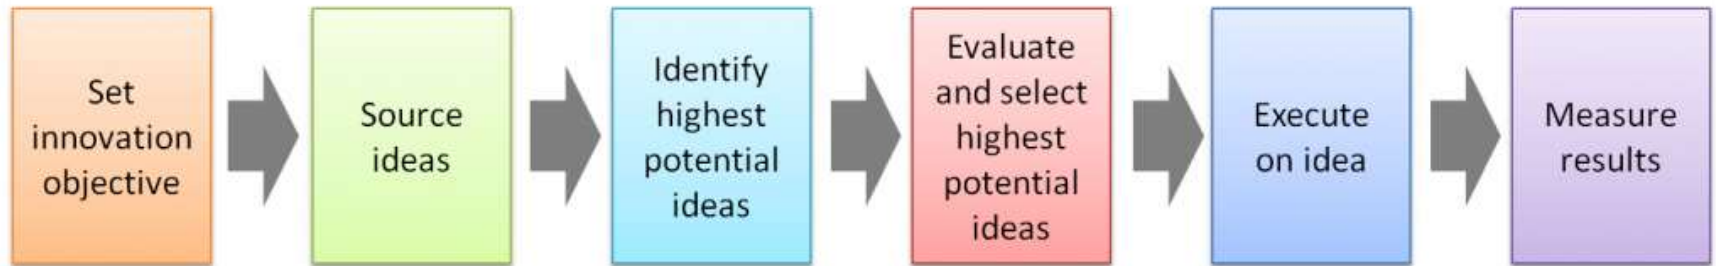 Set
innovation
objective
Source
ideas
Identify
highest
potential
ideas
Evaluate
and select
highest
potential
ideas
Execute
on idea
Measure
results